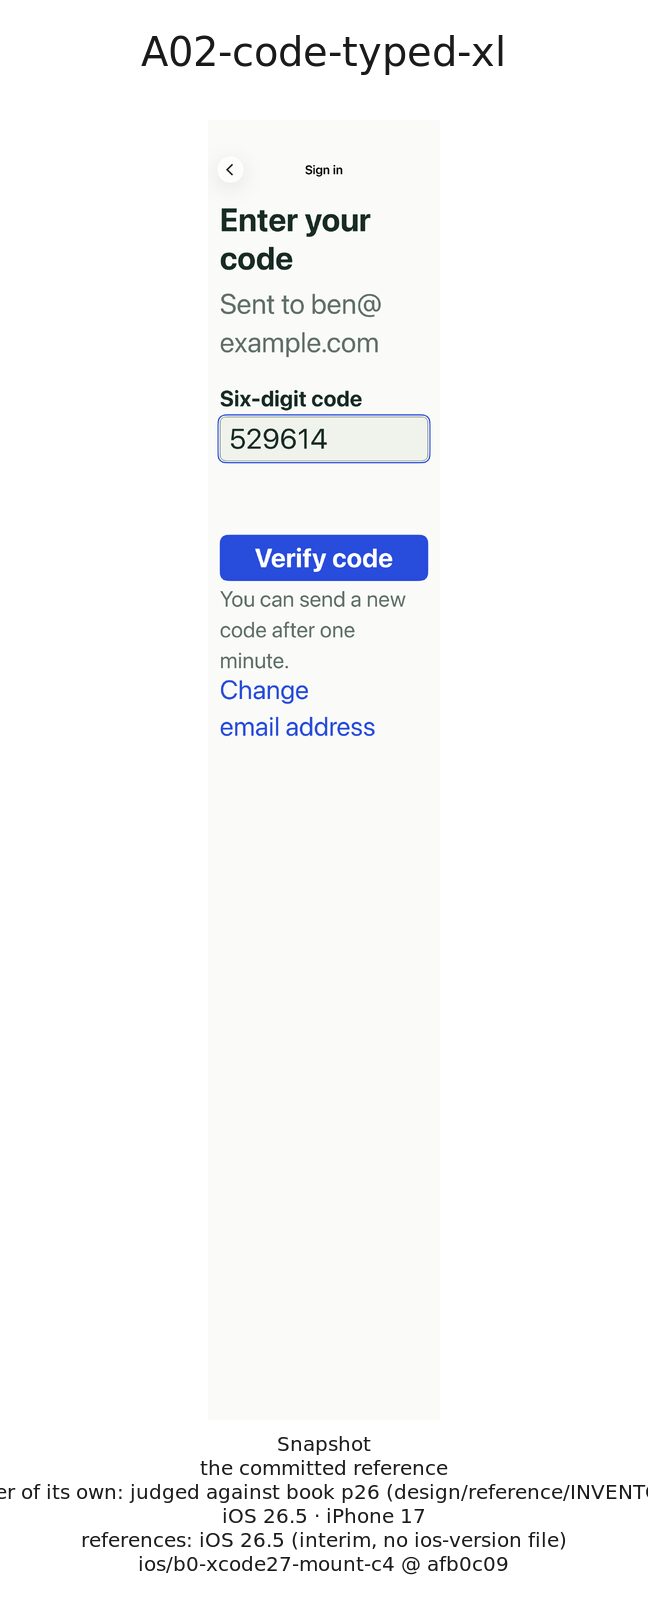 A02-code-typed-xl
Sign in
Enter your
code
Sent to ben@
example.com
Six-digit code
529614
Verify code
You can send a new
code after one
minute.
Change
email address
Snapshot
the committed reference
of its own: judged against book p26 (design/reference/
iOS 26.5 · iPhone 17
references: iOS 26.5 (interim, no ios-version file)
ios/b0-xcode27-mount-c4 @ afb0c09